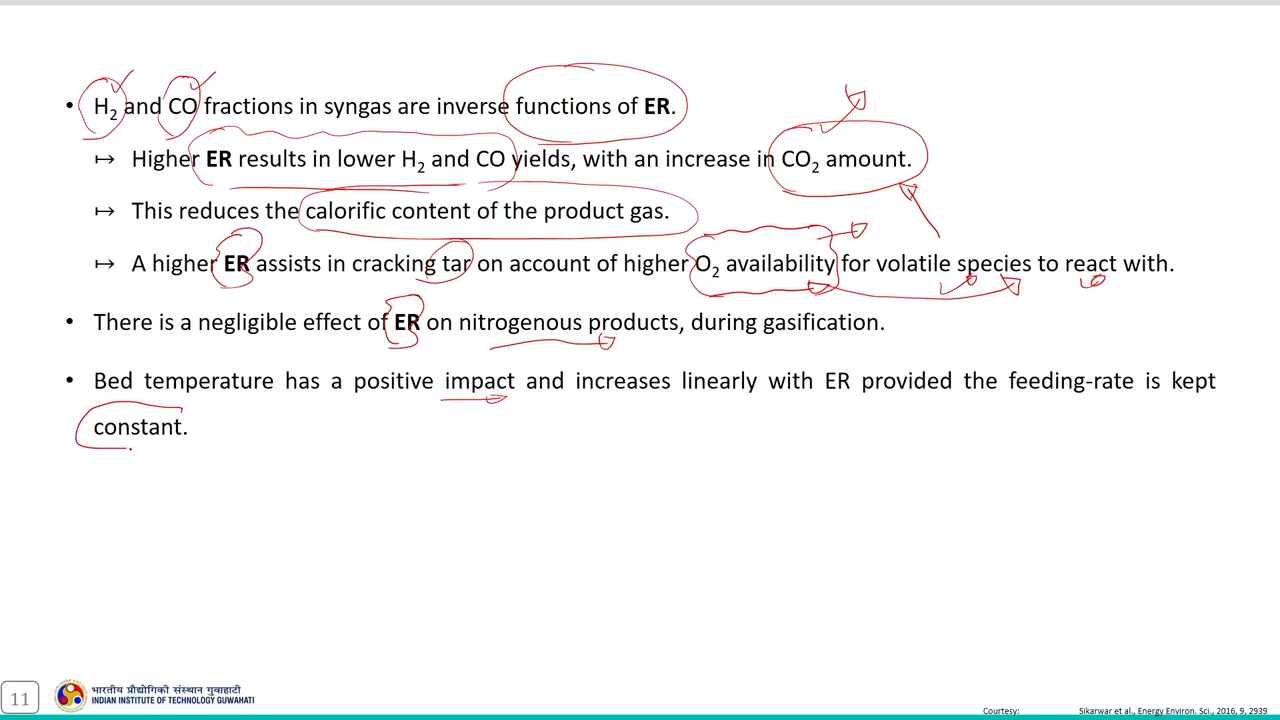 • H₂ and CO fractions in syngas are inverse functions of ER.
↦ Higher ER results in lower H₂ and CO yields, with an increase in CO₂ amount.
↦ This reduces the calorific content of the product gas.
↦ A higher ER assists in cracking tar on account of higher O₂ availability for volatile species to react with.
• There is a negligible effect of ER on nitrogenous products, during gasification.
• Bed temperature has a positive impact and increases linearly with ER provided the feeding-rate is kept
constant.
11
भारतीय प्रौद्योगिकी संस्थान गुवाहाटी
INDIAN INSTITUTE OF TECHNOLOGY GUWAHATI
Courtesy: Sikarwar et al., Energy Environ. Sci., 2016, 9, 2939